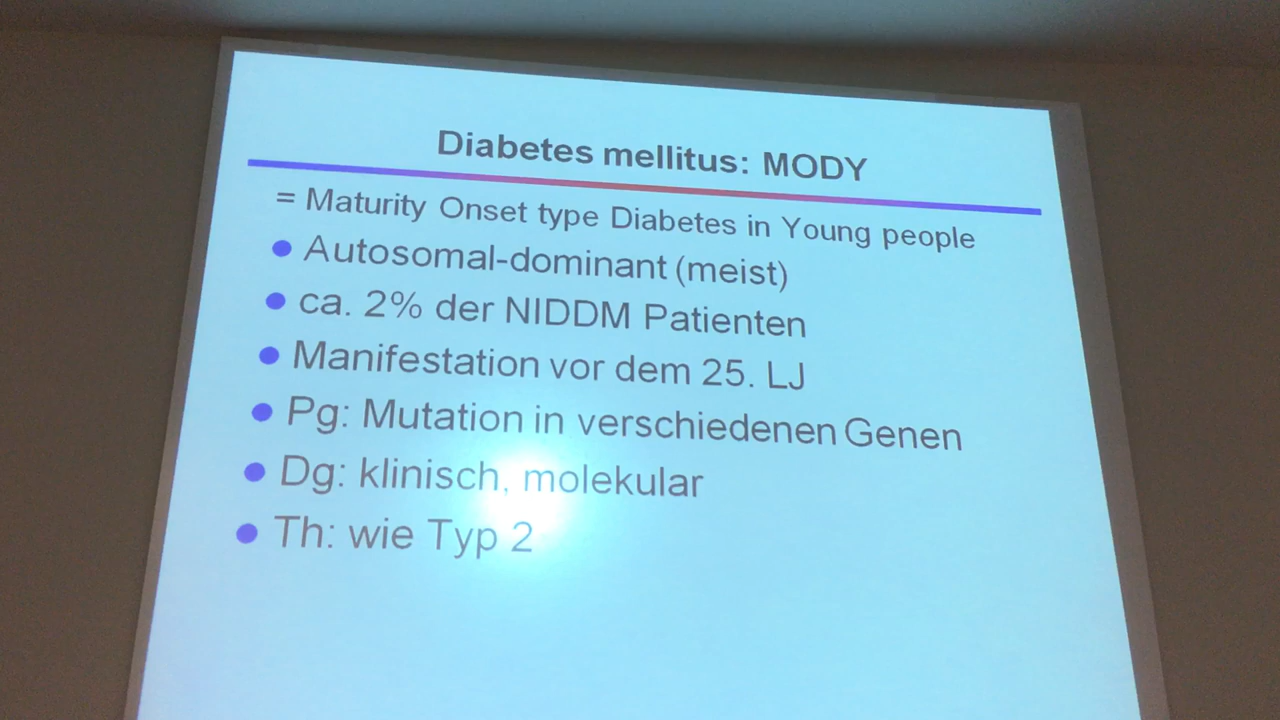 Diabetes mellitus: MODY
= Maturity Onset type Diabetes in Young people
Autosomal-dominant (meist)
ca. 2% der NIDDM Patienten
Manifestation vor dem 25. LJ
Pg: Mutation in verschiedenen Genen
Dg: klinisch, molekular
Th: wie Typ 2